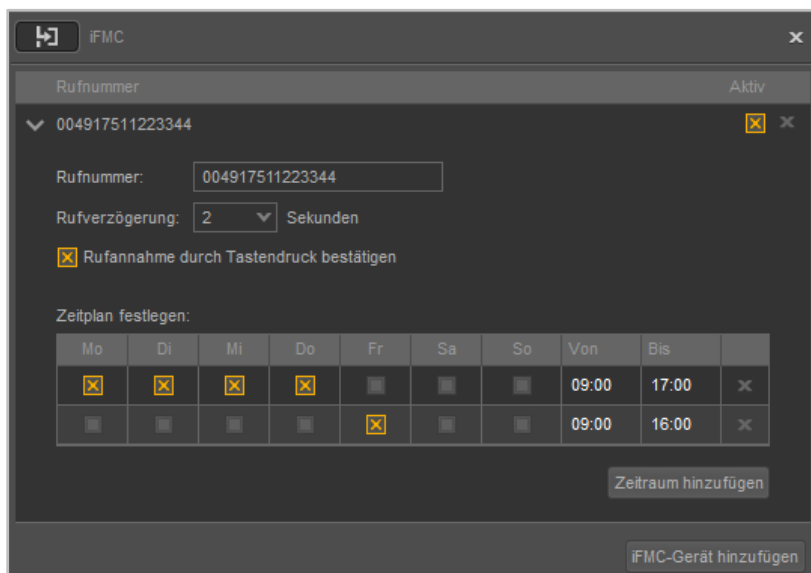 iFMC
Rufnummer Aktiv
004917511223344
Rufnummer: 004917511223344
Rufverzögerung: 2 Sekunden
Rufannahme durch Tastendruck bestätigen
Zeitplan festlegen:
Mo Di Mi Do Fr Sa So Von Bis
09:00 17:00
09:00 16:00
Zeitraum hinzufügen
iFMC-Gerät hinzufügen